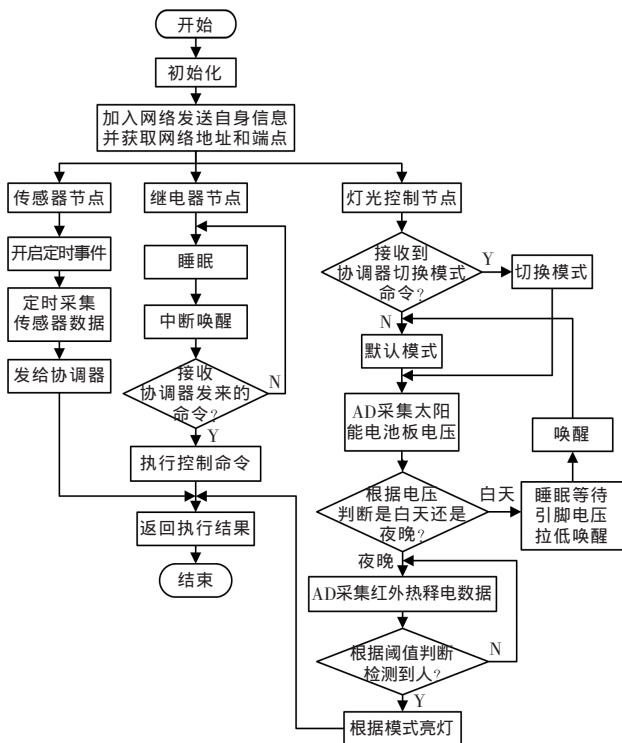 开始
初始化
加入网络发送自身信息
并获取网络地址和端点
传感器节点
继电器节点
灯光控制节点
开启定时事件
定时采集
传感器数据
发给协调器
睡眠
中断唤醒
接收
协调器发来的
命令?
N
Y
执行控制命令
返回执行结果
结束
接收到
协调器切换模式
命令?
Y
切换模式
N
默认模式
AD采集太阳
能电池板电压
根据电压
判断是白天还是
夜晚?
白天
睡眠等待
引脚电压
拉低唤醒
唤醒
夜晚
AD采集红外热释电数据
根据阈值判断
检测到人?
N
Y
根据模式亮灯